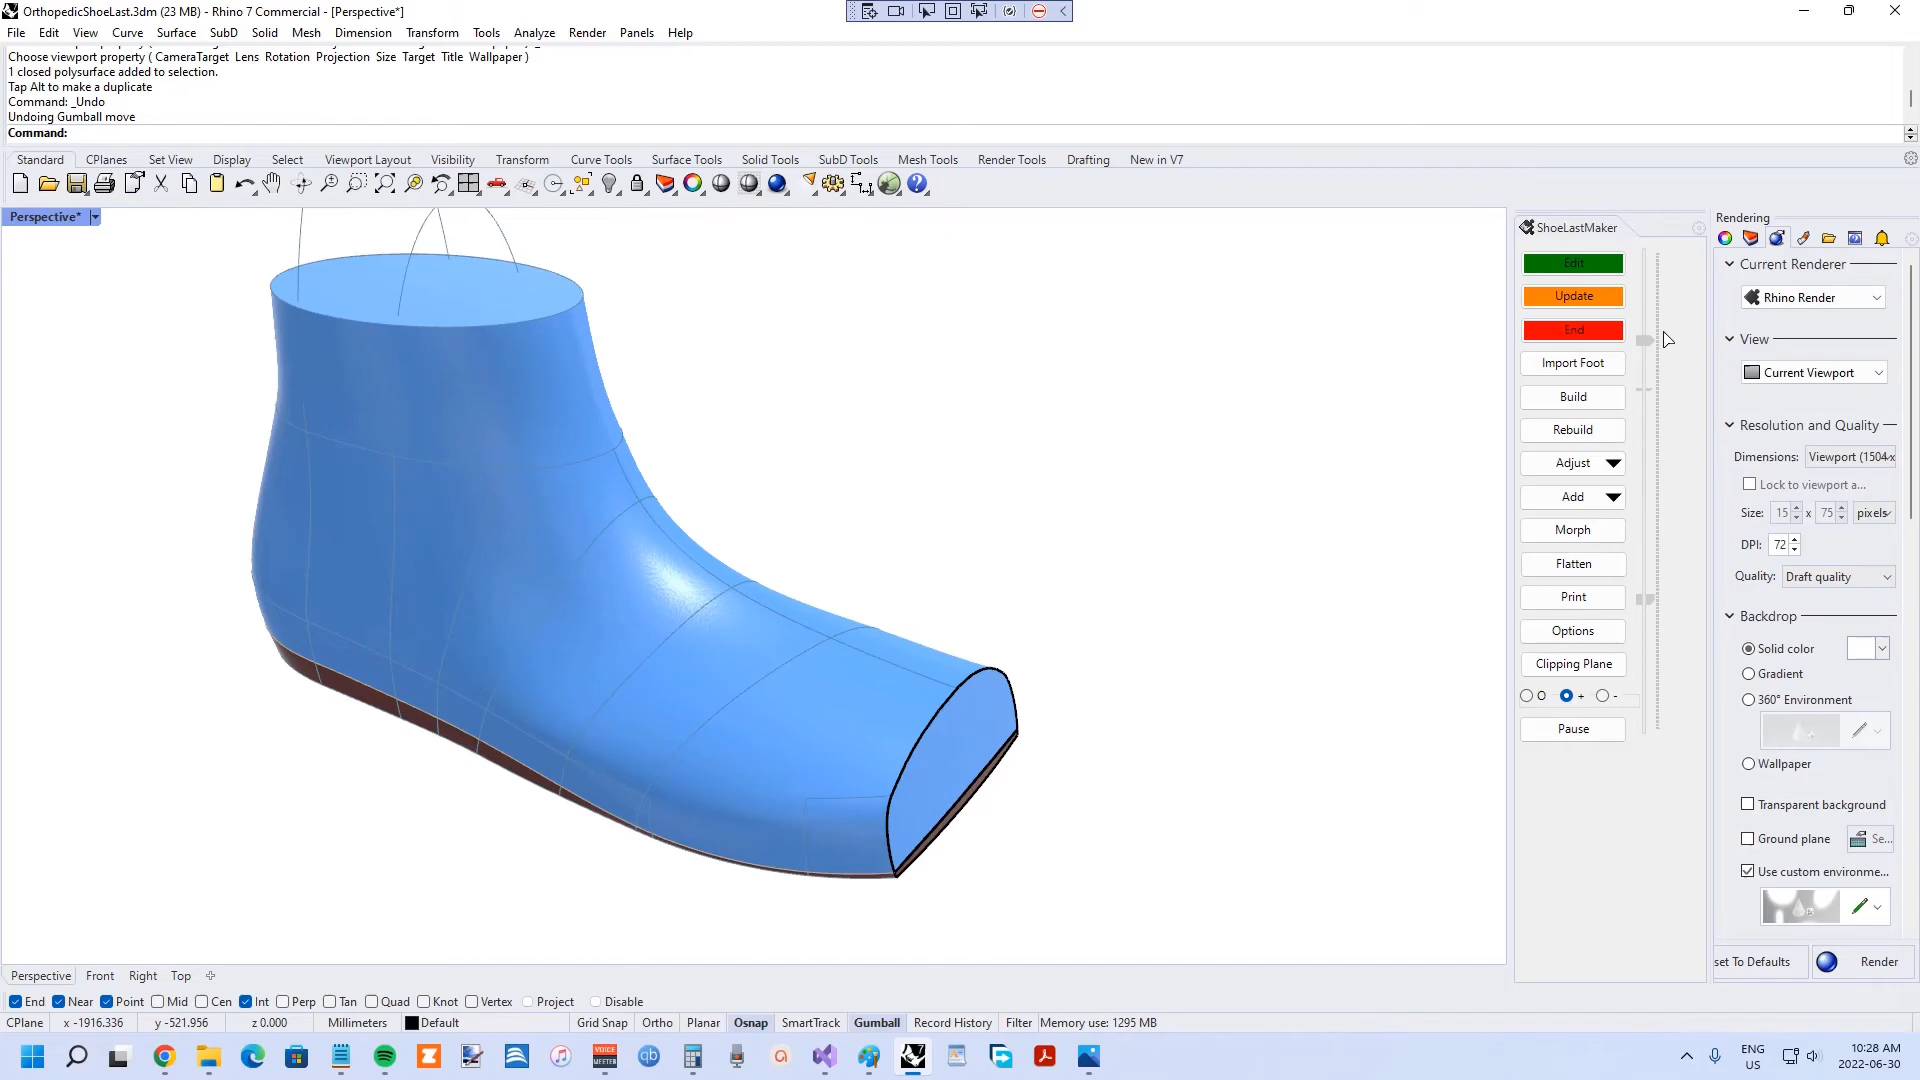 OrthopedicShoeLast.3dm (23 MB) - Rhino 7 Commercial - [Perspective*]
File Edit View Curve Surface SubD Solid Mesh Dimension Transform Tools Analyze Render Panels Help
Choose viewport property ( CameraTarget Lens Rotation Projection Size Target Title Wallpaper )
1 closed polysurface added to selection.
Tap Alt to make a duplicate
Command: _Undo
Undoing Gumball move
Command:
Standard CPlanes Set View Display Select Viewport Layout Visibility Transform Curve Tools Surface Tools Solid Tools SubD Tools Mesh Tools Render Tools Drafting New in V7
Perspective*
ShoeLastMaker
Edit
Update
End
Import Foot
Build
Rebuild
Adjust
Add
Morph
Flatten
Print
Options
Clipping Plane
O + -
Pause
Rendering
Current Renderer
Rhino Render
View
Current Viewport
Resolution and Quality
Dimensions: Viewport (1504 x
Lock to viewport a...
Size: 15 x 75 pixels
DPI: 72
Quality: Draft quality
Backdrop
Solid color
Gradient
360° Environment
Wallpaper
Transparent background
Ground plane Se...
Use custom environme...
set To Defaults Render
Perspective Front Right Top
End Near Point Mid Cen Int Perp Tan Quad Knot Vertex Project Disable
CPlane x -1916.336 y -521.956 z 0.000 Millimeters Default Grid Snap Ortho Planar Osnap SmartTrack Gumball Record History Filter Memory use: 1295 MB
VOICE MEETER
qb
ENG
US
10:28 AM
2022-06-30